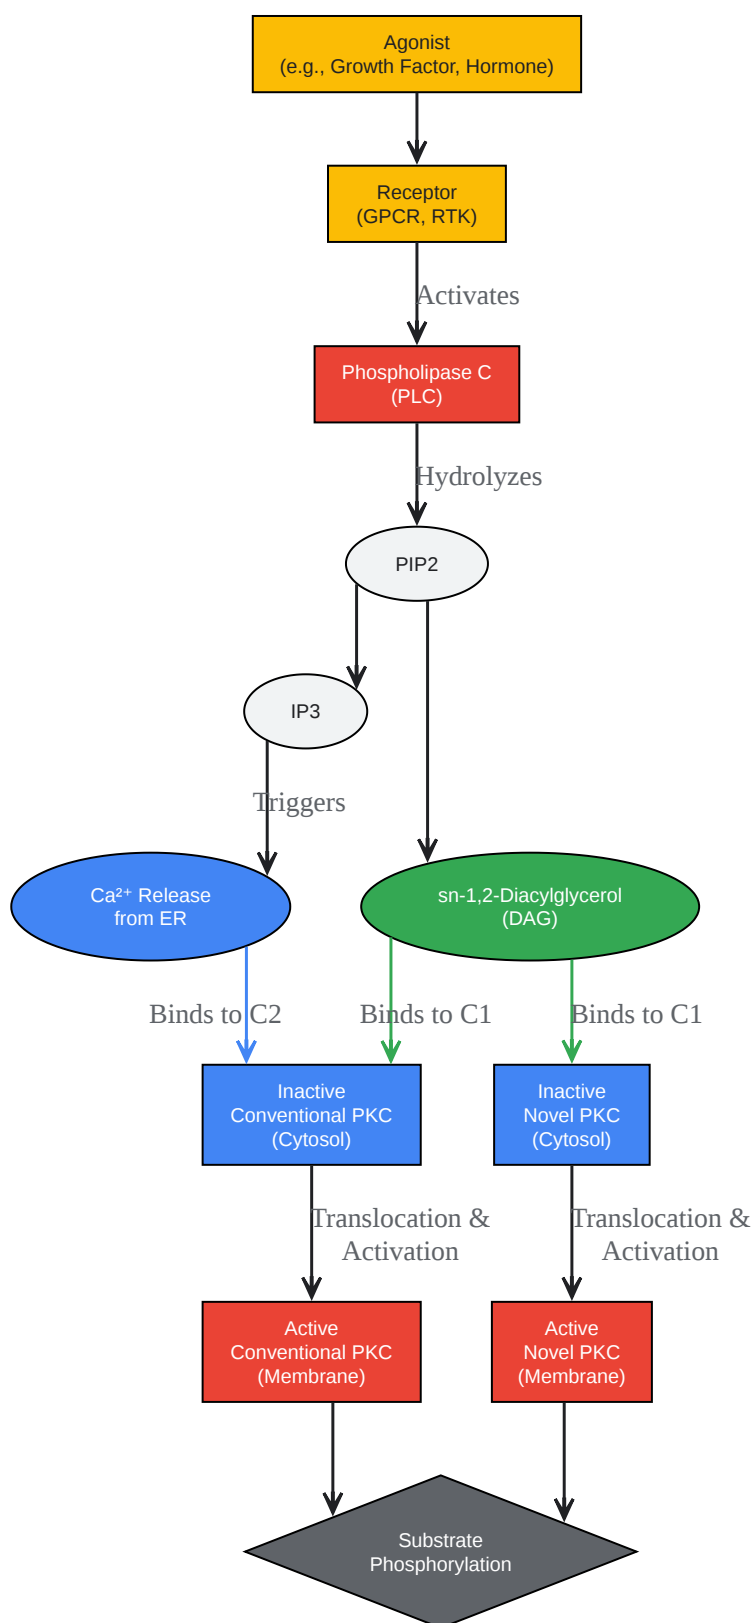 Agonist
(e.g., Growth Factor, Hormone)
Receptor
(GPCR, RTK)
Activates
Phospholipase C
(PLC)
Hydrolyzes
PIP2
IP3
Triggers
Ca²⁺ Release
from ER
sn-1,2-Diacylglycerol
(DAG)
Binds to C2
Binds to C1
Binds to C1
Inactive
Conventional PKC
(Cytosol)
Inactive
Novel PKC
(Cytosol)
Translocation &
Activation
Translocation &
Activation
Active
Conventional PKC
(Membrane)
Active
Novel PKC
(Membrane)
Substrate
Phosphorylation